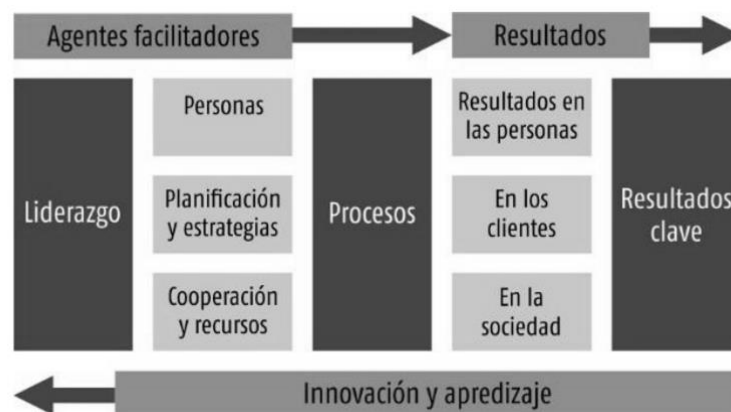 Agentes facilitadores
Resultados
Liderazgo
Personas
Planificación
y estrategias
Cooperación
y recursos
Procesos
Resultados en
las personas
En los
clientes
En la
sociedad
Resultados
clave
Innovación y apredizaje